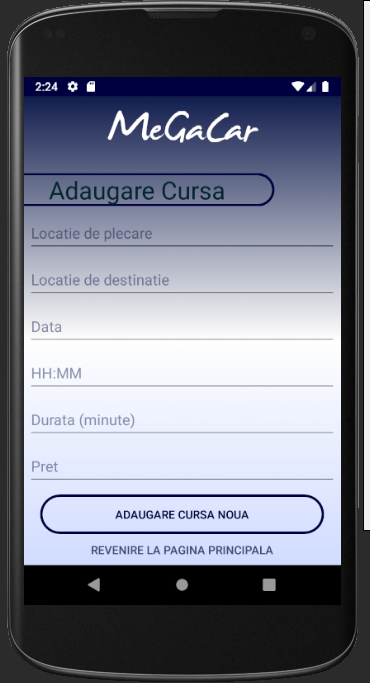 2:24
MeGaCar
Adaugare Cursa
Locatie de plecare
Locatie de destinatie
Data
HH:MM
Durata (minute)
Pret
ADAUGARE CURSA NOUA
REVENIRE LA PAGINA PRINCIPALA